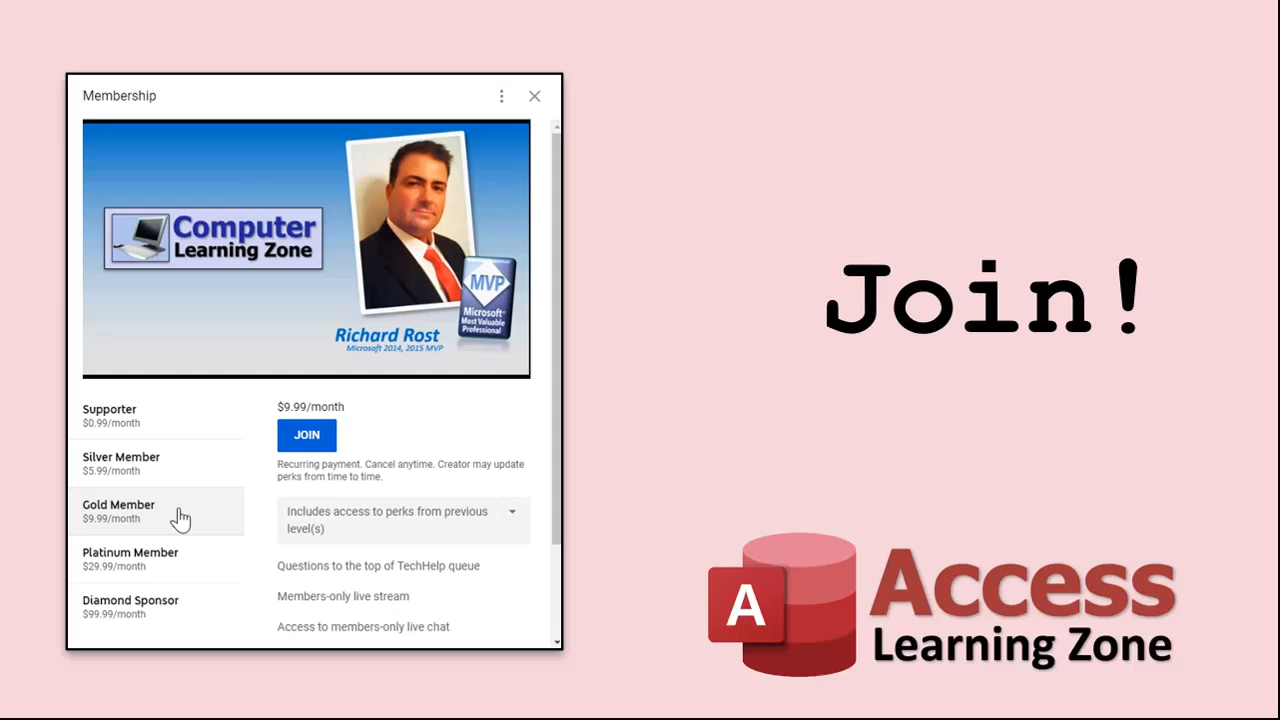 Membership
Computer
Learning Zone
MVP
Microsoft®
Most Valuable
Professional
Richard Rost
Microsoft 2014, 2015 MVP
Supporter
$0.99/month
Silver Member
$5.99/month
Gold Member
$9.99/month
Platinum Member
$29.99/month
Diamond Sponsor
$99.99/month
$9.99/month
JOIN
Recurring payment. Cancel anytime. Creator may update
perks from time to time.
Includes access to perks from previous
level(s)
Questions to the top of TechHelp queue
Members-only live stream
Access to members-only live chat
Join!
A
Access
Learning Zone